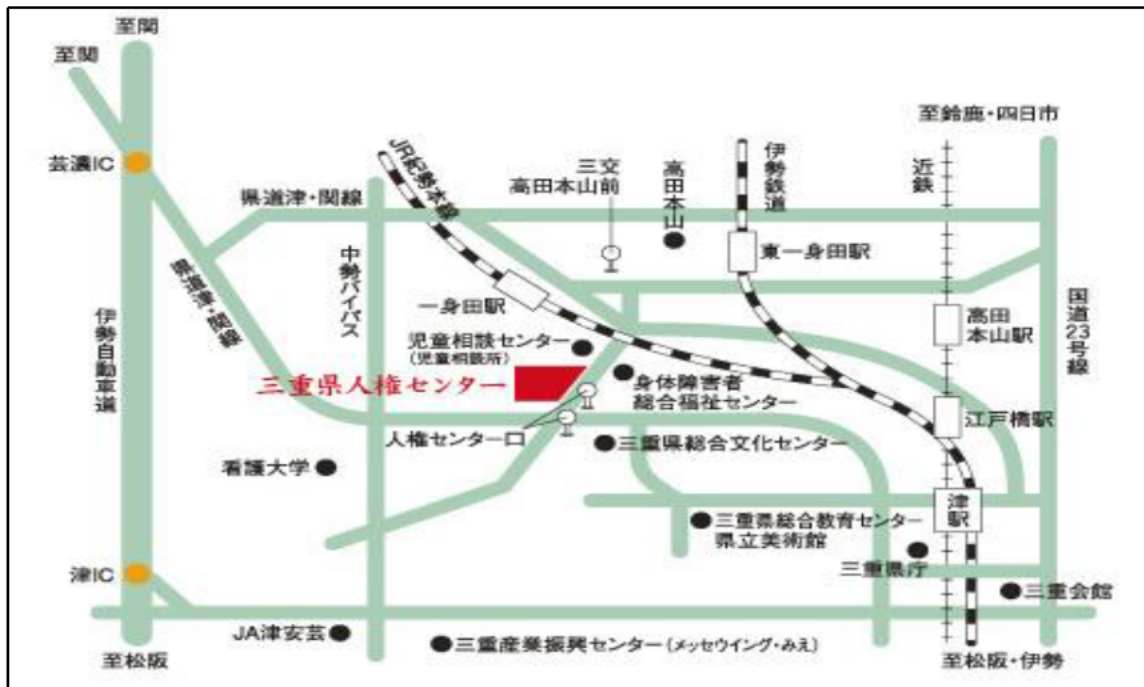 至関
至関
至鈴鹿・四日市
芸濃IC
JR紀勢本線
三交
高田本山前
高田本山
伊勢鉄道
近鉄
県道津・関線
東一身田駅
中勢バイパス
県道津・関線
一身田駅
高田
本山駅
国道23号線
伊勢自動車道
児童相談センター
(児童相談所)
三重県人権センター
身体障害者
総合福祉センター
江戸橋駅
人権センター口
三重県総合文化センター
看護大学
津駅
三重県総合教育センター
県立美術館
三重県庁
津IC
三重会館
JA津安芸
三重産業振興センター(メッセウイング・みえ)
至松阪
至松阪・伊勢